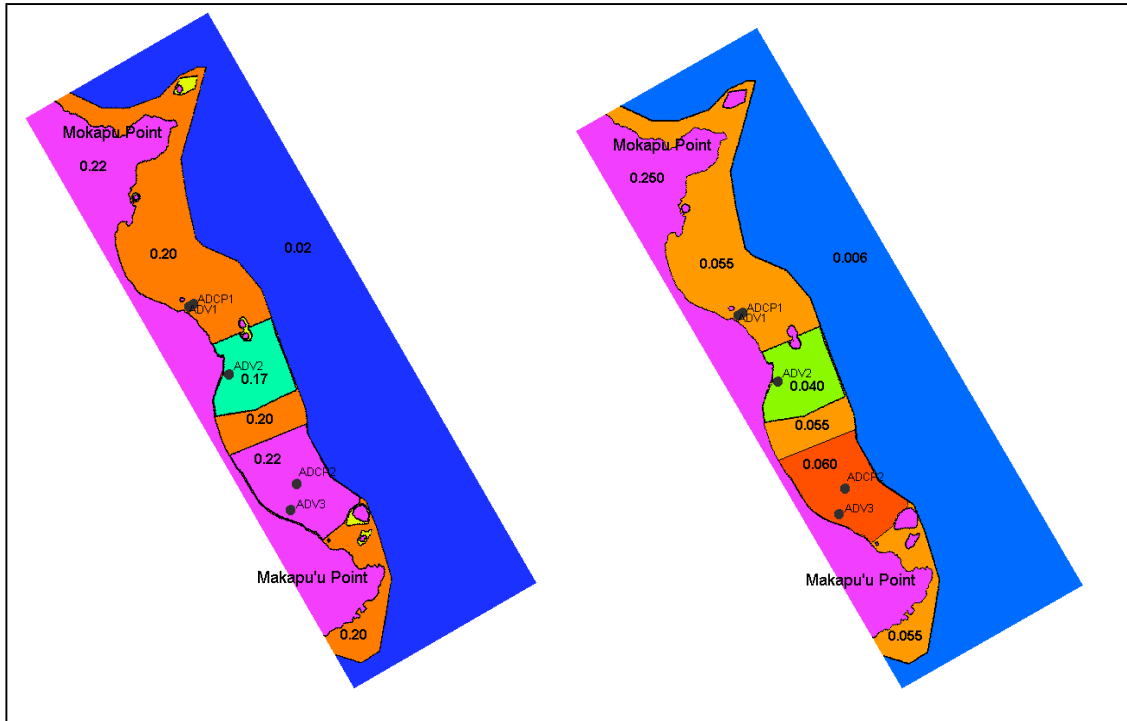 Mokapu Point
0.22
0.20
0.02
ADCP1
ADV1
ADV2
0.17
0.20
0.22
ADCP2
ADV3
Makapu'u Point
0.20
Mokapu Point
0.250
0.055
0.006
ADCP1
ADV1
ADV2
0.040
0.055
0.060
ADCP2
ADV3
Makapu'u Point
0.055